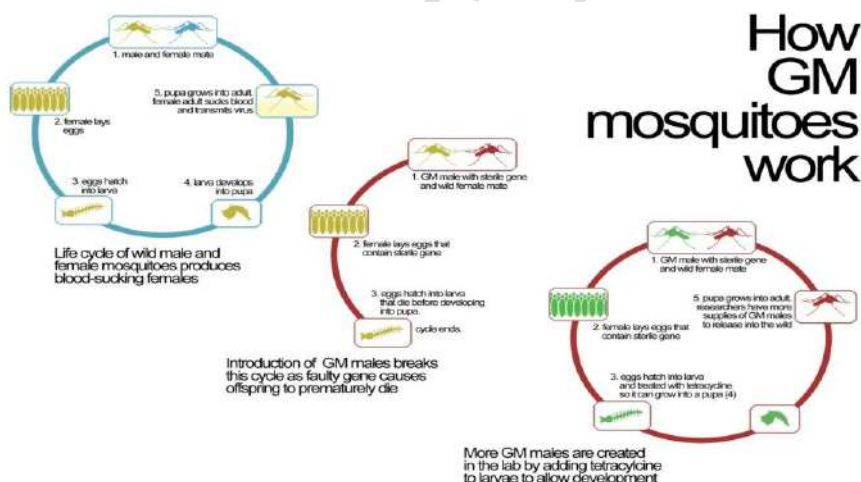 How
GM
mosquitoes
work
1. male and female mate
5. pupa grows into adult.
female adult sucks blood
and transmits virus
2. female lays
eggs
3. eggs hatch
into larva
4. larva develops
into pupa
Life cycle of wild male and
female mosquitoes produces
blood-sucking females
1. GM male with sterile gene
and wild female mate
2. female lays eggs that
contain sterile gene
3. eggs hatch into larva
that die before developing
into pupa.
cycle ends.
Introduction of GM males breaks
this cycle as faulty gene causes
offspring to prematurely die
1. GM male with sterile gene
and wild female mate
5. pupa grows into adult.
researchers have more
supplies of GM males
to release into the wild
2. female lays eggs that
contain sterile gene
3. eggs hatch into larva
and treated with tetracycline
so it can grow into a pupa (4)
More GM males are created
in the lab by adding tetracylcine
to larvae to allow development